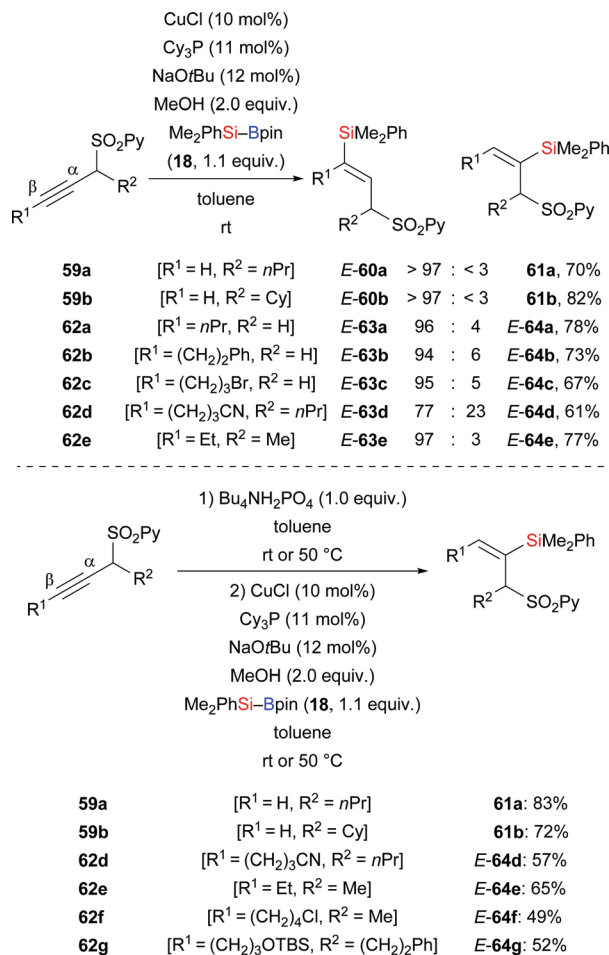 CuCl (10 mol%)
Cy₃P (11 mol%)
NaOtBu (12 mol%)
MeOH (2.0 equiv.)
Me₂PhSi–Bpin
(18, 1.1 equiv.)
toluene
rt
SO₂Py
β
α
R¹
R²
SiMe₂Ph
R¹
R²
SO₂Py
R¹
SiMe₂Ph
R²
SO₂Py
59a [R¹ = H, R² = nPr] E-60a > 97 : < 3 61a, 70%
59b [R¹ = H, R² = Cy] E-60b > 97 : < 3 61b, 82%
62a [R¹ = nPr, R² = H] E-63a 96 : 4 E-64a, 78%
62b [R¹ = (CH₂)₂Ph, R² = H] E-63b 94 : 6 E-64b, 73%
62c [R¹ = (CH₂)₃Br, R² = H] E-63c 95 : 5 E-64c, 67%
62d [R¹ = (CH₂)₃CN, R² = nPr] E-63d 77 : 23 E-64d, 61%
62e [R¹ = Et, R² = Me] E-63e 97 : 3 E-64e, 77%
1) Bu₄NH₂PO₄ (1.0 equiv.)
toluene
rt or 50 °C
2) CuCl (10 mol%)
Cy₃P (11 mol%)
NaOtBu (12 mol%)
MeOH (2.0 equiv.)
Me₂PhSi–Bpin (18, 1.1 equiv.)
toluene
rt or 50 °C
SO₂Py
β
α
R¹
R²
R¹
SiMe₂Ph
R²
SO₂Py
59a [R¹ = H, R² = nPr] 61a: 83%
59b [R¹ = H, R² = Cy] 61b: 72%
62d [R¹ = (CH₂)₃CN, R² = nPr] E-64d: 57%
62e [R¹ = Et, R² = Me] E-64e: 65%
62f [R¹ = (CH₂)₄Cl, R² = Me] E-64f: 49%
62g [R¹ = (CH₂)₃OTBS, R² = (CH₂)₂Ph] E-64g: 52%